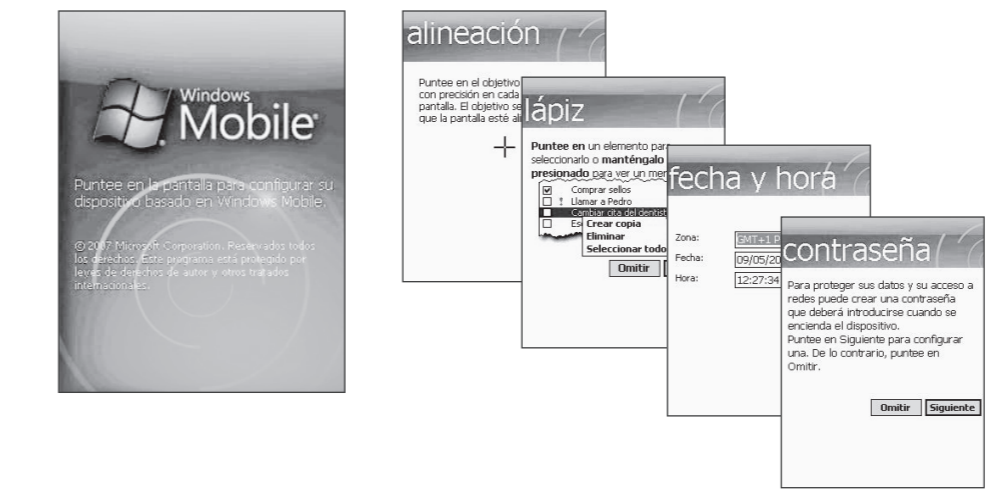 Windows
Mobile
Puntee en la pantalla para configurar su
dispositivo basado en Windows Mobile.
© 2007 Microsoft Corporation. Reservados todos
los derechos. Este programa está protegido por
leyes de derechos de autor y otros tratados
internacionales.
alineación
Puntee en el objetivo
con precisión en cada
pantalla. El objetivo se
que la pantalla esté
lápiz
Puntee en un elemento para
seleccionarlo o manténgalo
presionado para ver un
Comprar sellos
! Llamar a Pedro
Cambiar cita del
Crear copia
Eliminar
Seleccionar todo
Omitir
fecha y hora
Zona: GMT+1
Fecha: 09/05/20
Hora: 12:27:34
contraseña
Para proteger sus datos y su acceso a
redes puede crear una contraseña
que deberá introducirse cuando se
encienda el dispositivo.
Puntee en Siguiente para configurar
una. De lo contrario, puntee en
Omitir.
Omitir Siguiente